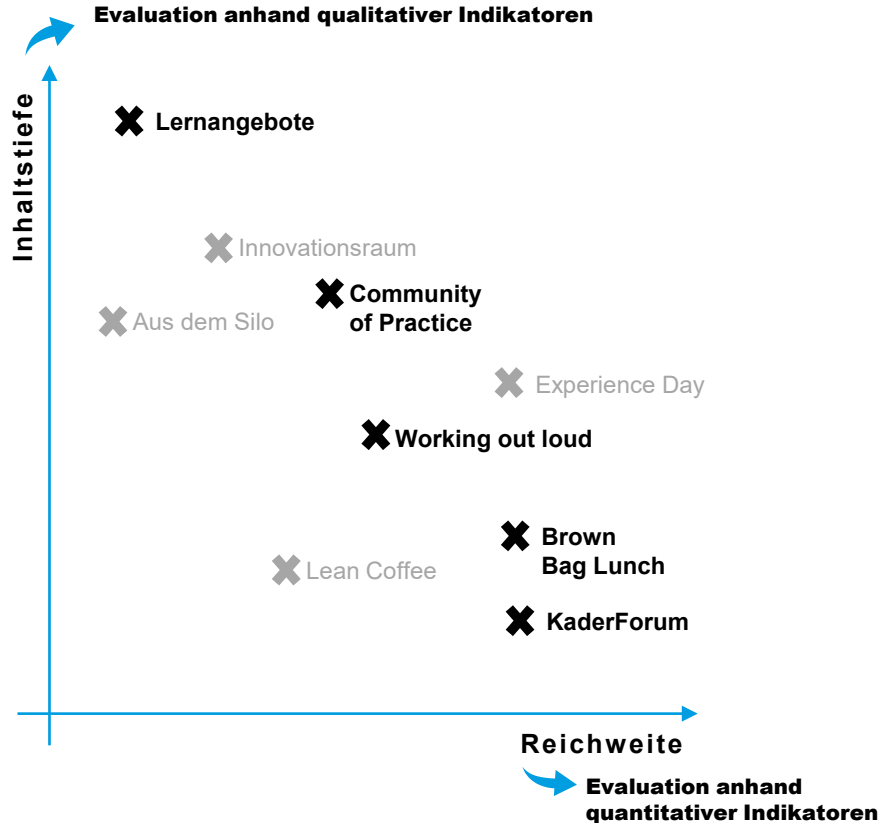 Evaluation anhand qualitativer Indikatoren
Inhaltstiefe
Lernangebote
Innovationsraum
Community
of Practice
Aus dem Silo
Experience Day
Working out loud
Brown
Bag Lunch
Lean Coffee
KaderForum
Reichweite
Evaluation anhand
quantitativer Indikatoren